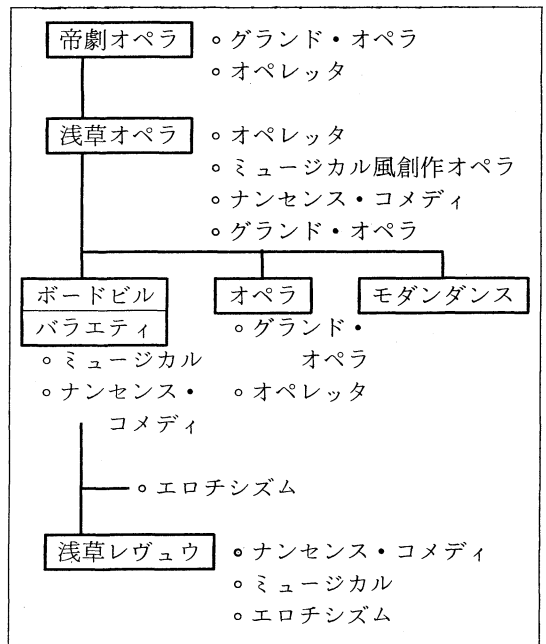 帝劇オペラ
◦グランド・オペラ
◦オペレッタ
浅草オペラ
◦オペレッタ
◦ミュージカル風創作オペラ
◦ナンセンス・コメディ
◦グランド・オペラ
ボードビル
バラエティ
◦ミュージカル
◦ナンセンス・
コメディ
オペラ
◦グランド・
オペラ
◦オペレッタ
モダンダンス
◦エロチシズム
浅草レヴュウ
◦ナンセンス・コメディ
◦ミュージカル
◦エロチシズム